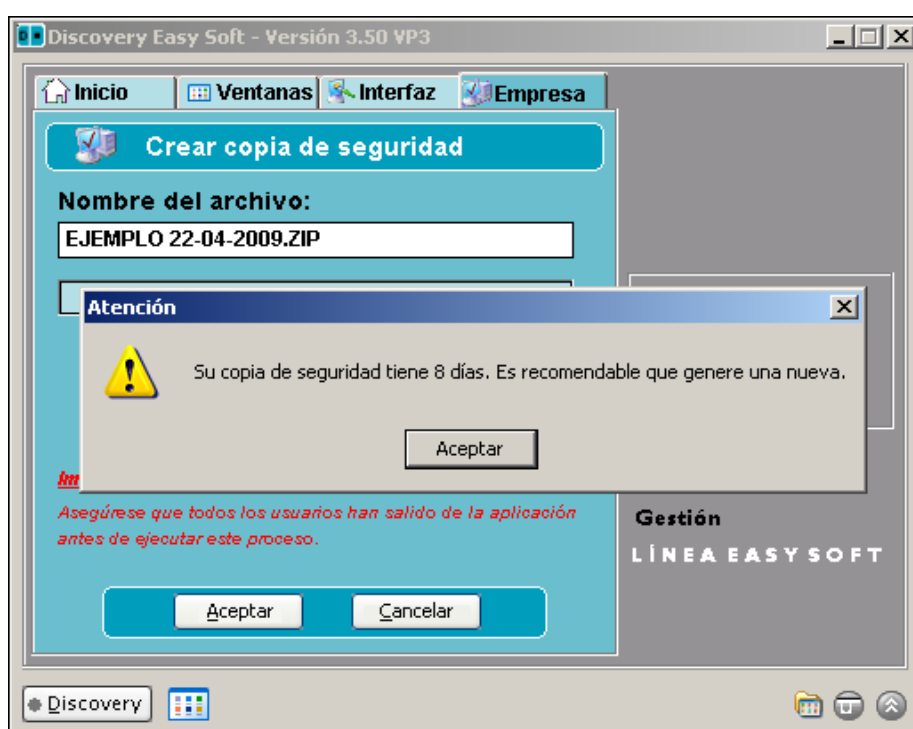 Discovery Easy Soft - Versión 3.50 VP3
Inicio
Ventanas
Interfaz
Empresa
Crear copia de seguridad
Nombre del archivo:
EJEMPLO 22-04-2009.ZIP
Atención
Su copia de seguridad tiene 8 días. Es recomendable que genere una nueva.
Aceptar
Asegúrese que todos los usuarios han salido de la aplicación
antes de ejecutar este proceso.
Gestión
LÍNEA EASY SOFT
Aceptar
Cancelar
Discovery